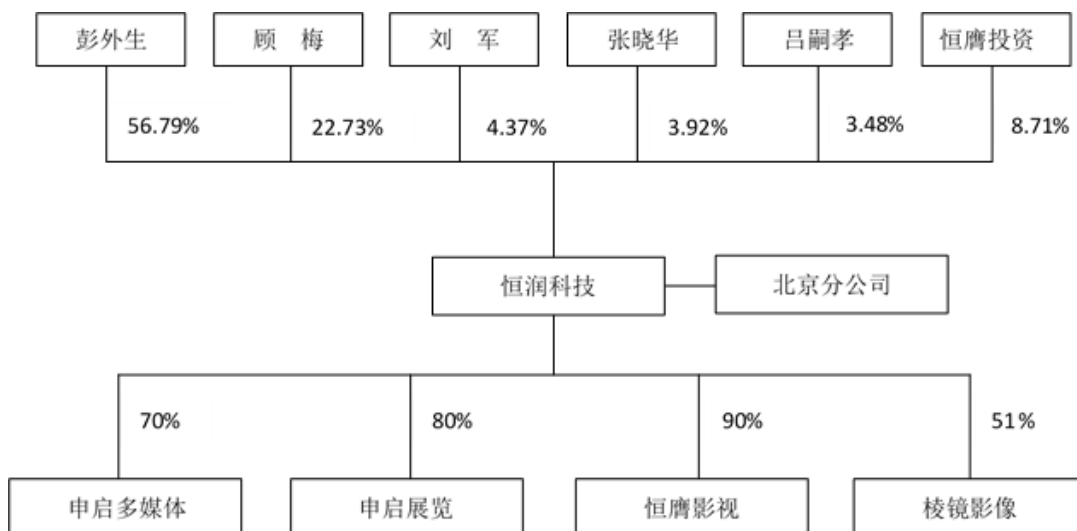 彭外生
顾 梅
刘 军
张晓华
吕嗣孝
恒膺投资
56.79%
22.73%
4.37%
3.92%
3.48%
8.71%
恒润科技
北京分公司
70%
80%
90%
51%
申启多媒体
申启展览
恒膺影视
棱镜影像